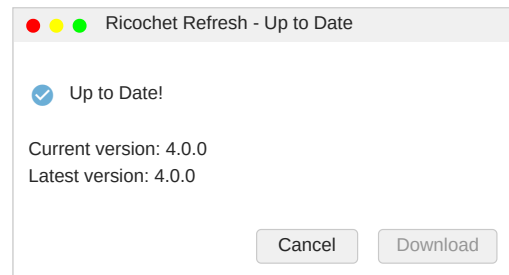 Ricochet Refresh - Up to Date
Up to Date!
Current version: 4.0.0
Latest version: 4.0.0
Cancel
Download